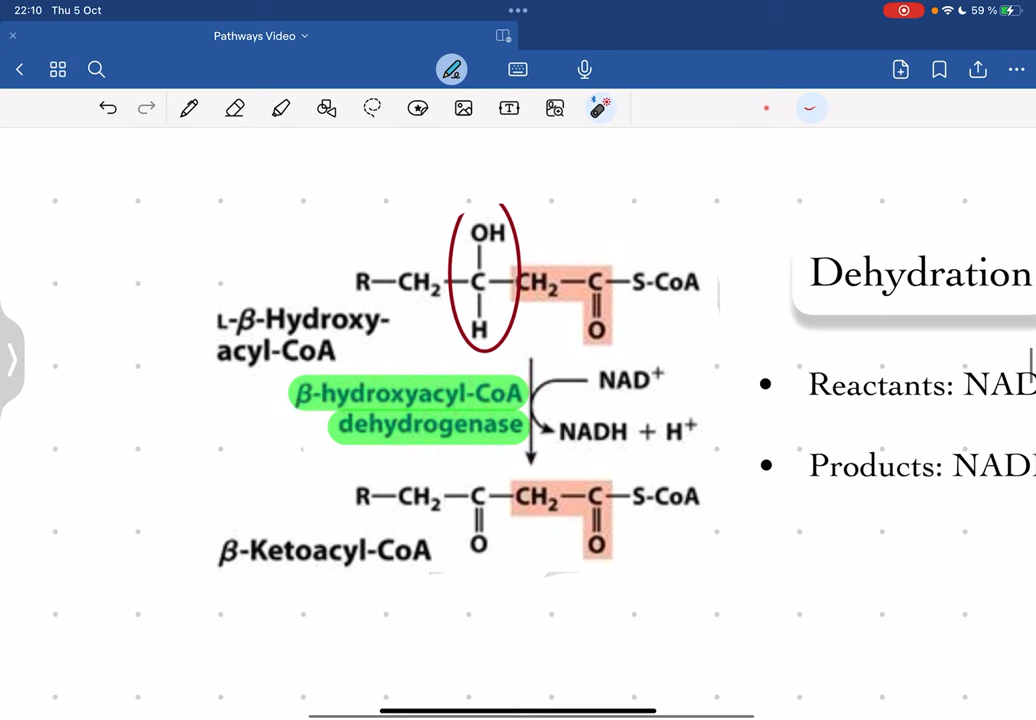 22:10 Thu 5 Oct
59 %
Pathways Video
OH
R—CH₂—C—CH₂—C—S-CoA
H
O
L-β-Hydroxy-
acyl-CoA
β-hydroxyacyl-CoA
dehydrogenase
NAD⁺
NADH + H⁺
R—CH₂—C—CH₂—C—S-CoA
O
O
β-Ketoacyl-CoA
Dehydration
• Reactants: NAD
• Products: NAD